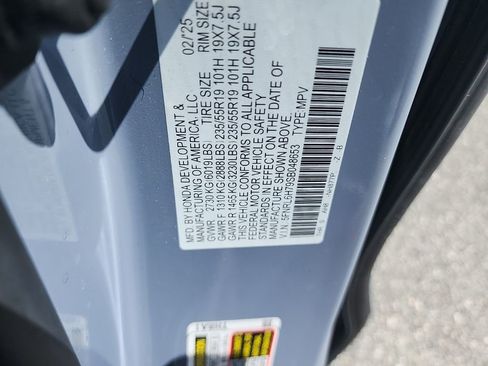 MFD. BY HONDA DEVELOPMENT & 02/'25
MANUFACTURING OF AMERICA, LLC
GVWR 2730KG(6019LBS) TIRE SIZE RIM SIZE
GAWR F 1310KG(2888LBS) 235/55R19 101H 19X7.5J
GAWR R 1465KG(3230LBS) 235/55R19 101H 19X7.5J
THIS VEHICLE CONFORMS TO ALL APPLICABLE
FEDERAL MOTOR VEHICLE SAFETY
STANDARDS IN EFFECT ON THE DATE OF
MANUFACTURE SHOWN ABOVE.
V.I.N. 5FNRL6H79SB048653 TYPE:MPV